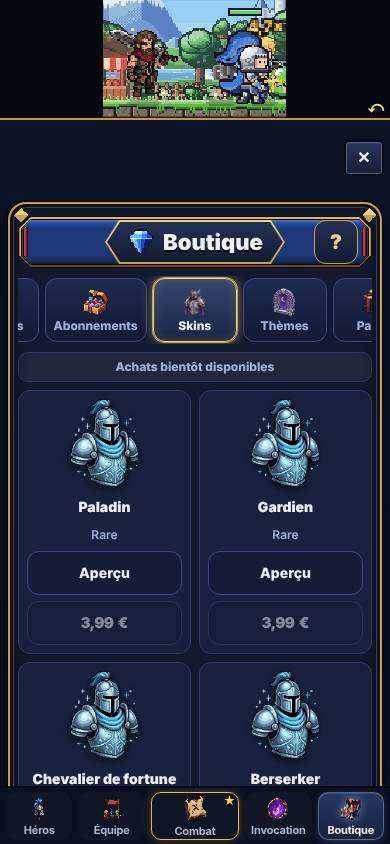 ✕
Boutique
?
s
Abonnements
Skins
Thèmes
Pa
Achats bientôt disponibles
Paladin
Gardien
Rare
Rare
Aperçu
Aperçu
3,99 €
3,99 €
Chevalier de fortune
Berserker
Héros
Équipe
Combat
Invocation
Boutique